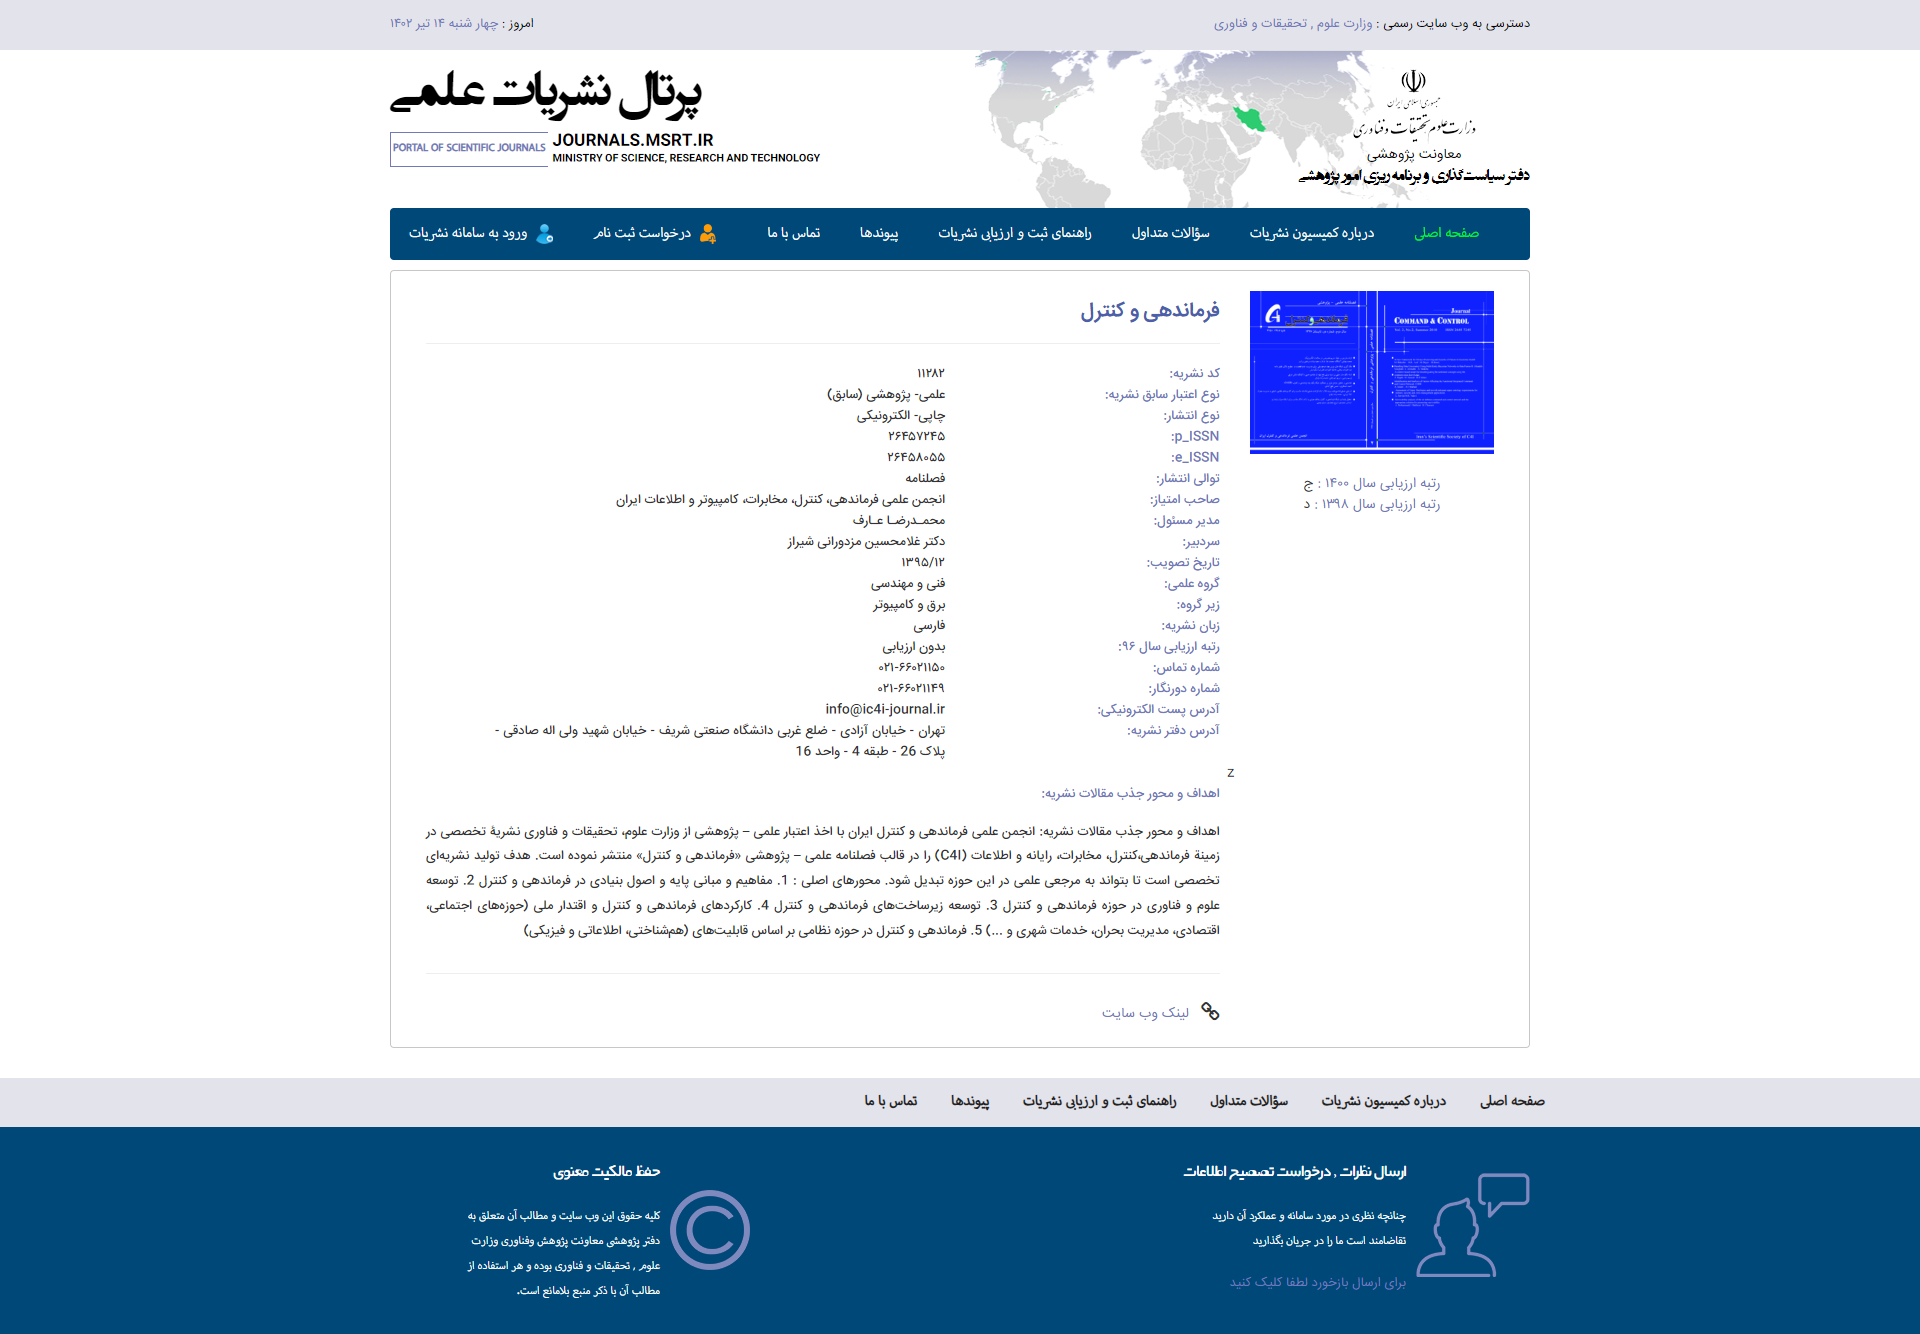 دسترسی به وب سایت رسمی : وزارت علوم , تحقیقات و فناوری
امروز : چهار شنبه ۱۴ تیر ۱۴۰۲
جمهوری اسلامی ایران
وزارت علوم تحقیقات و فناوری
معاونت پژوهشی
دفتر سیاست‌گذاری و برنامه ریزی امور پژوهشی
پرتال نشریات علمی
PORTAL OF SCIENTIFIC JOURNALS
JOURNALS.MSRT.IR
MINISTRY OF SCIENCE, RESEARCH AND TECHNOLOGY
صفحه اصلی
درباره کمیسیون نشریات
سؤالات متداول
راهنمای ثبت و ارزیابی نشریات
پیوندها
تماس با ما
درخواست ثبت نام
ورود به سامانه نشریات
Journal
COMMAND & CONTROL
فرماندهی و کنترل
رتبه ارزیابی سال ۱۴۰۰ : ج
رتبه ارزیابی سال ۱۳۹۸ : د
فرماندهی و کنترل
کد نشریه: ۱۱۲۸۲
نوع اعتبار سابق نشریه: علمی- پژوهشی (سابق)
نوع انتشار: چاپی- الکترونیکی
p_ISSN: ۲۶۴۵۷۲۴۵
e_ISSN: ۲۶۴۵۸۰۵۵
توالی انتشار: فصلنامه
صاحب امتیاز: انجمن علمی فرماندهی، کنترل، مخابرات، کامپیوتر و اطلاعات ایران
مدیر مسئول: محمـدرضـا عـارف
سردبیر: دکتر غلامحسین مزدورانی شیراز
تاریخ تصویب: ۱۳۹۵/۱۲
گروه علمی: فنی و مهندسی
زیر گروه: برق و کامپیوتر
زبان نشریه: فارسی
رتبه ارزیابی سال ۹۶: بدون ارزیابی
شماره تماس: ۰۲۱-۶۶۰۲۱۱۵۰
شماره دورنگار: ۰۲۱-۶۶۰۲۱۱۴۹
آدرس پست الکترونیکی: info@ic4i-journal.ir
آدرس دفتر نشریه: تهران - خیابان آزادی - ضلع غربی دانشگاه صنعتی شریف - خیابان شهید ولی اله صادقی -
پلاک 26 - طبقه 4 - واحد 16
z
اهداف و محور جذب مقالات نشریه:
اهداف و محور جذب مقالات نشریه: انجمن علمی فرماندهی و کنترل ایران با اخذ اعتبار علمی – پژوهشی از وزارت علوم، تحقیقات و فناوری نشریۀ تخصصی در
زمینۀ فرماندهی،کنترل، مخابرات، رایانه و اطلاعات (C4I) را در قالب فصلنامه علمی – پژوهشی «فرماندهی و کنترل» منتشر نموده است. هدف تولید نشریه‌ای
تخصصی است تا بتواند به مرجعی علمی در این حوزه تبدیل شود. محورهای اصلی : 1. مفاهیم و مبانی پایه و اصول بنیادی در فرماندهی و کنترل 2. توسعه
علوم و فناوری در حوزه فرماندهی و کنترل 3. توسعه زیرساخت‌های فرماندهی و کنترل 4. کارکردهای فرماندهی و کنترل و اقتدار ملی (حوزه‌های اجتماعی،
اقتصادی، مدیریت بحران، خدمات شهری و ...) 5. فرماندهی و کنترل در حوزه نظامی بر اساس قابلیت‌های (هم‌شناختی، اطلاعاتی و فیزیکی)
لینک وب سایت
صفحه اصلی
درباره کمیسیون نشریات
سؤالات متداول
راهنمای ثبت و ارزیابی نشریات
پیوندها
تماس با ما
ارسال نظرات , درخواست تصحیح اطلاعات
چنانچه نظری در مورد سامانه و عملکرد آن دارید
تقاضامند است ما را در جریان بگذارید
برای ارسال بازخورد لطفا کلیک کنید
حفظ مالکیت معنوی
کلیه حقوق این وب سایت و مطالب آن متعلق به
دفتر پژوهشی معاونت پژوهش وفناوری وزارت
علوم , تحقیقات و فناوری بوده و هر استفاده از
مطالب آن با ذکر منبع بلامانع است.